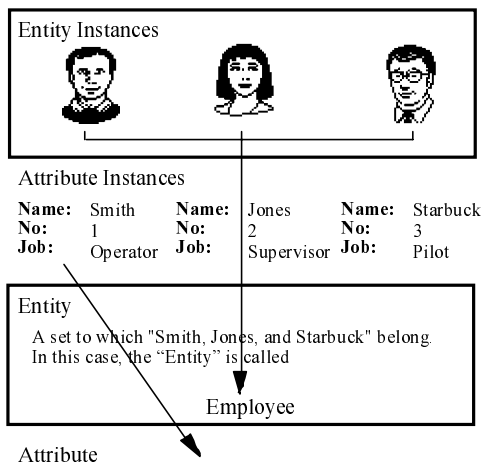 Entity Instances
Attribute Instances
Name: Smith Name: Jones Name: Starbuck
No: 1 No: 2 No: 3
Job: Operator Job: Supervisor Job: Pilot
Entity
A set to which "Smith, Jones, and Starbuck" belong.
In this case, the “Entity” is called
Employee
Attribute